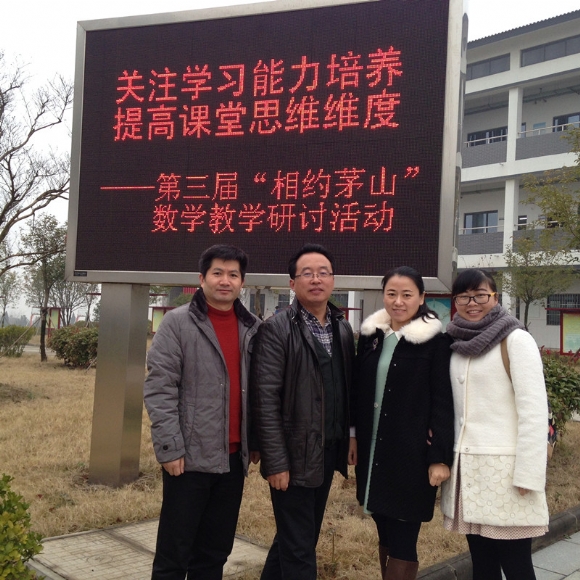 关注学习能力培养
提高课堂思维维度
——第三届“相约茅山”
数学教学研讨活动